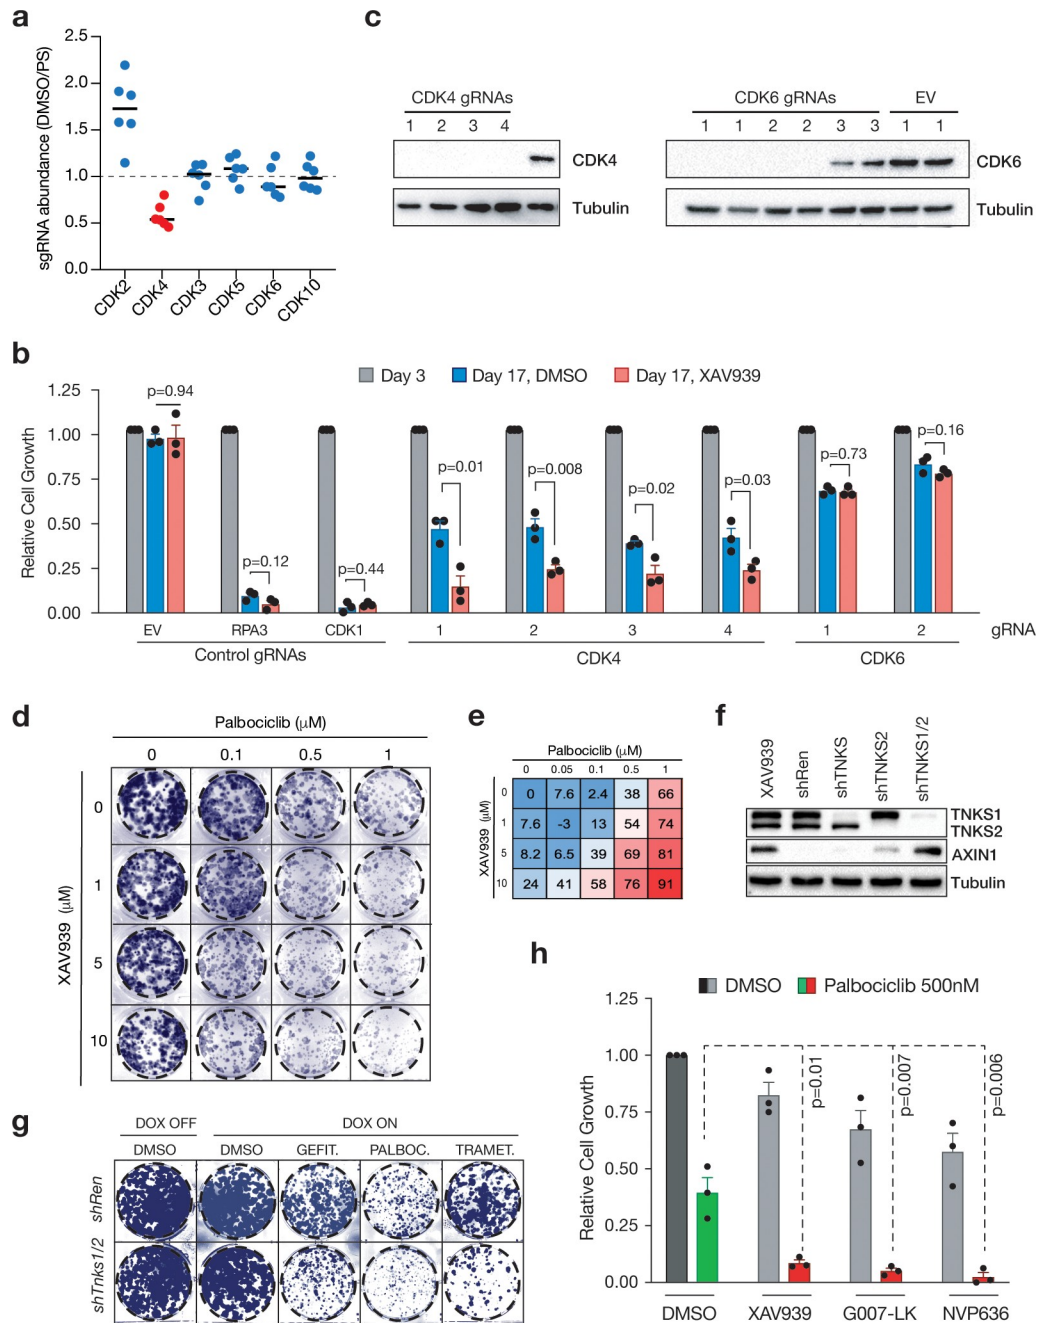 a
2.5
2.0
1.5
1.0
0.5
0.0
sgRNA abundance (DMSO/PS)
CDK2 CDK4 CDK3 CDK5 CDK6 CDK10
c
CDK4 gRNAs
1 2 3 4
CDK4
Tubulin
CDK6 gRNAs EV
1 1 2 2 3 3 1 1
CDK6
Tubulin
b
Day 3 Day 17, DMSO Day 17, XAV939
1.25
1.00
0.75
0.50
0.25
0.00
Relative Cell Growth
p=0.94
p=0.12
p=0.44
p=0.01
p=0.008
p=0.02
p=0.03
p=0.73
p=0.16
EV RPA3 CDK1 1 2 3 4 1 2 gRNA
Control gRNAs CDK4 CDK6
d
Palbociclib (μM)
0 0.1 0.5 1
XAV939 (μM)
0
1
5
10
e
Palbociclib (μM)
0 0.05 0.1 0.5 1
XAV939 (μM)
0 0 7.6 2.4 38 66
1 7.6 -3 13 54 74
5 8.2 6.5 39 69 81
10 24 41 58 76 91
f
XAV939 shRen shTNKS shTNKS2 shTNKS1/2
TNKS1
TNKS2
AXIN1
Tubulin
g
DOX OFF DOX ON
DMSO DMSO GEFIT. PALBOC. TRAMET.
shRen
shTnks1/2
h
DMSO Palbociclib 500nM
1.25
1.00
0.75
0.50
0.25
0.00
Relative Cell Growth
p=0.01
p=0.007
p=0.006
DMSO XAV939 G007-LK NVP636